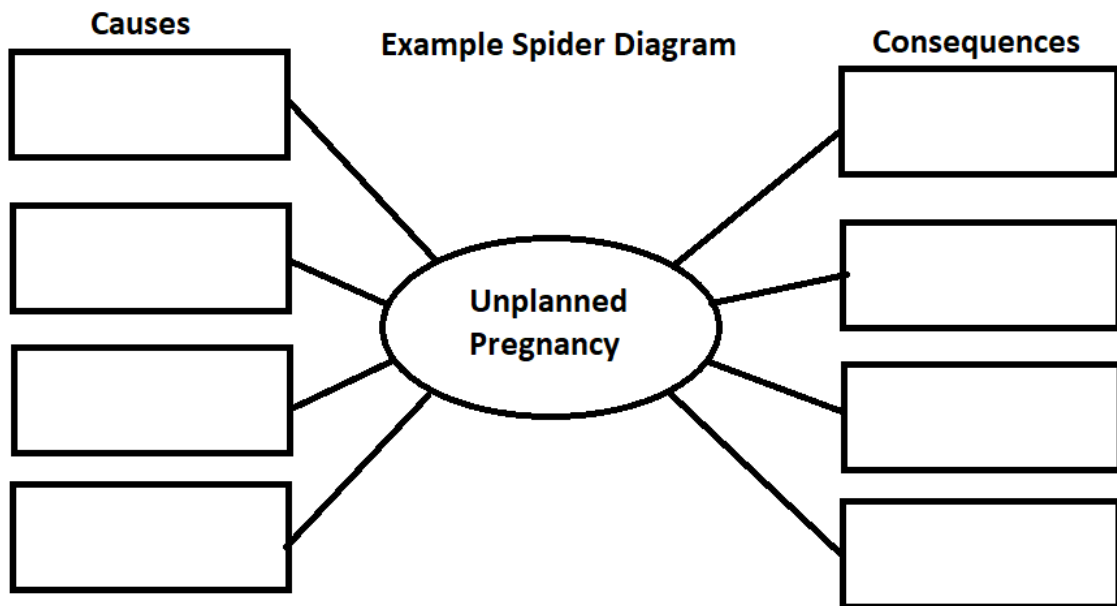 Causes
Example Spider Diagram
Consequences
Unplanned
Pregnancy